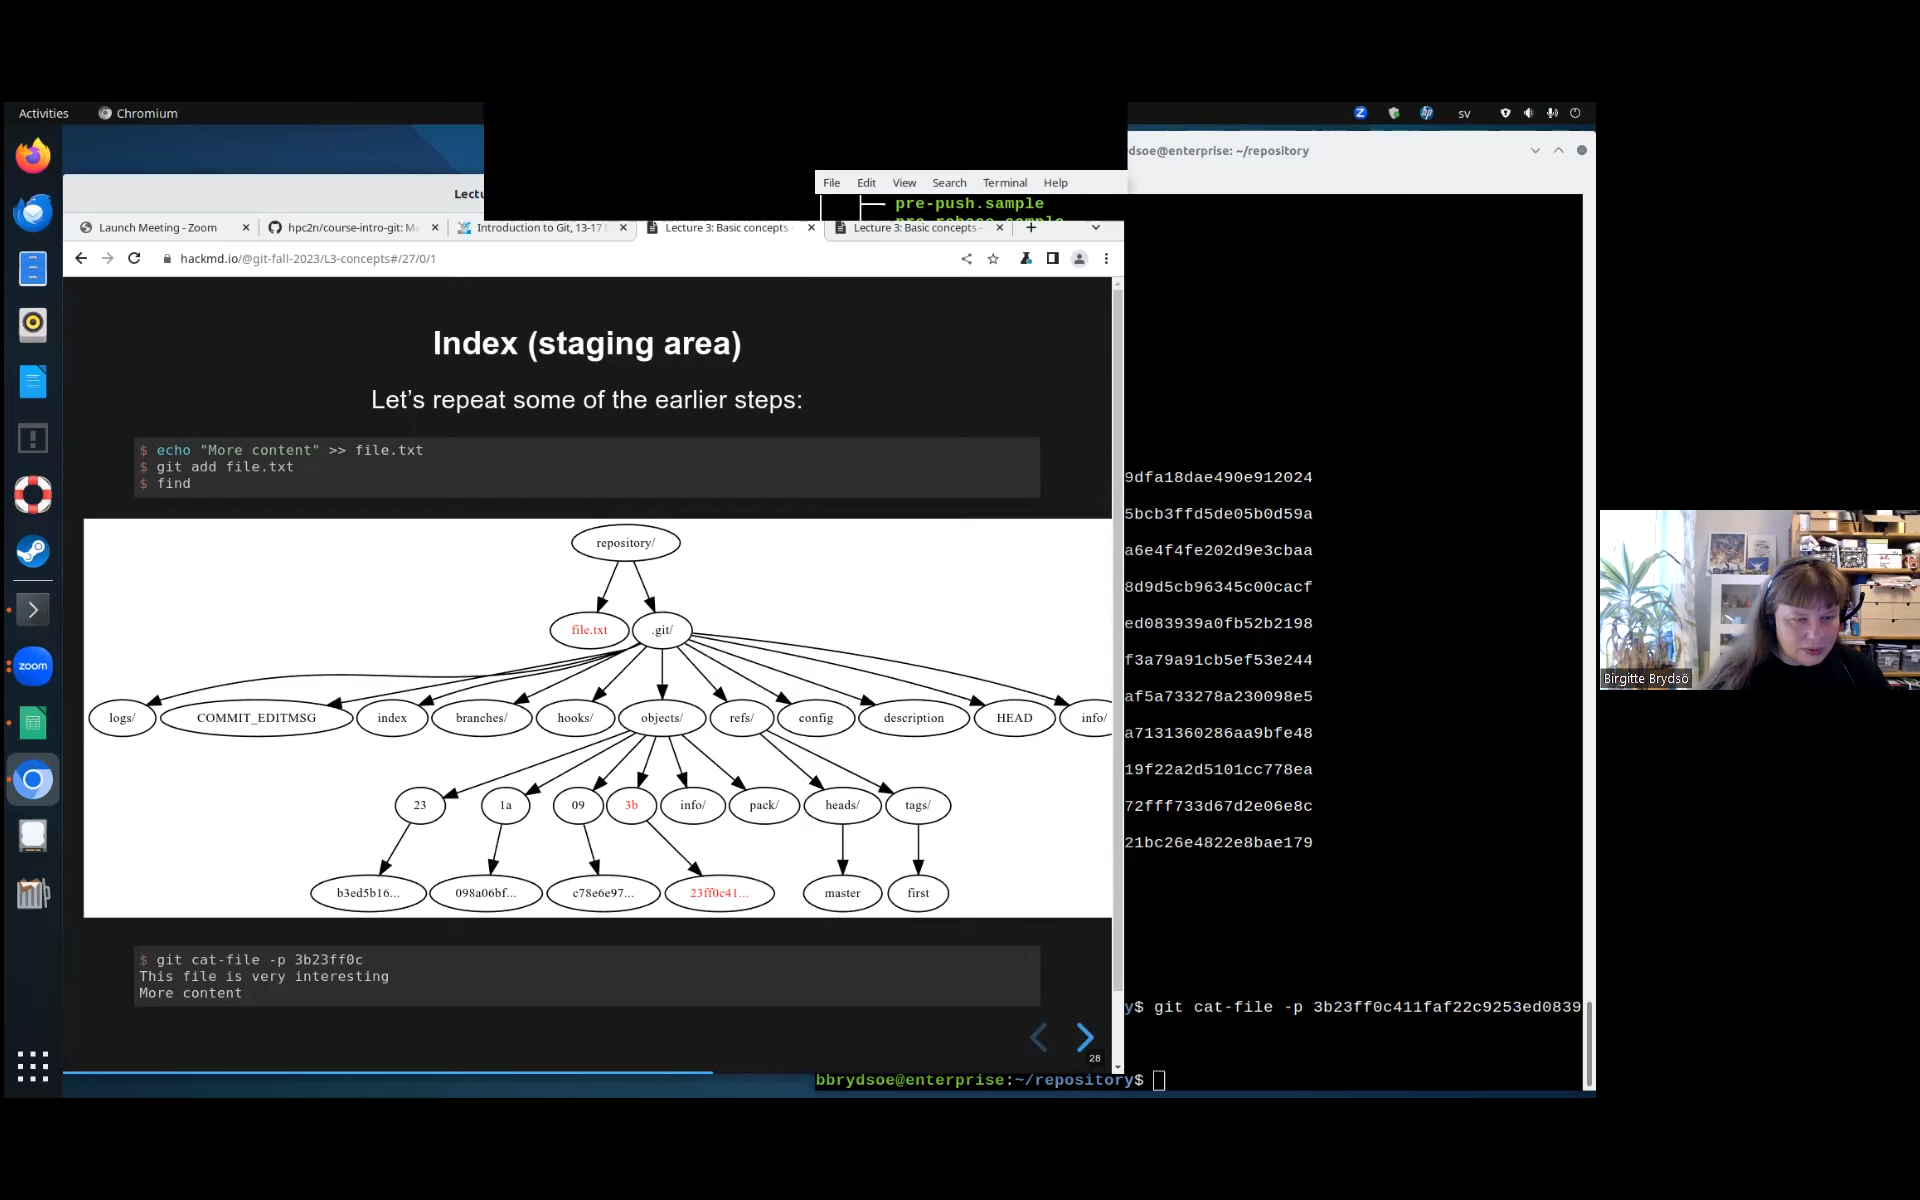 Activities
Chromium
sv
dsoe@enterprise: ~/repository
File Edit View Search Terminal Help
pre-push.sample
pre-rebase.sample
Lectu
Launch Meeting - Zoom
hpc2n/course-intro-git: M
Introduction to Git, 13-17
Lecture 3: Basic concepts -
Lecture 3: Basic concepts -
hackmd.io/@git-fall-2023/L3-concepts#/27/0/1
Index (staging area)
Let's repeat some of the earlier steps:
$ echo "More content" >> file.txt
$ git add file.txt
$ find
repository/
file.txt
.git/
logs/
COMMIT_EDITMSG
index
branches/
hooks/
objects/
refs/
config
description
HEAD
info/
23
1a
09
3b
info/
pack/
heads/
tags/
b3ed5b16...
098a06bf...
c78e6e97...
23ff0c41...
master
first
$ git cat-file -p 3b23ff0c
This file is very interesting
More content
28
9dfa18dae490e912024
5bcb3ffd5de05b0d59a
a6e4f4fe202d9e3cbaa
8d9d5cb96345c00cacf
ed083939a0fb52b2198
f3a79a91cb5ef53e244
af5a733278a230098e5
a7131360286aa9bfe48
19f22a2d5101cc778ea
72fff733d67d2e06e8c
21bc26e4822e8bae179
y$ git cat-file -p 3b23ff0c411faf22c9253ed0839
bbrydsoe@enterprise:~/repository$
zoom
Birgitte Brydsö